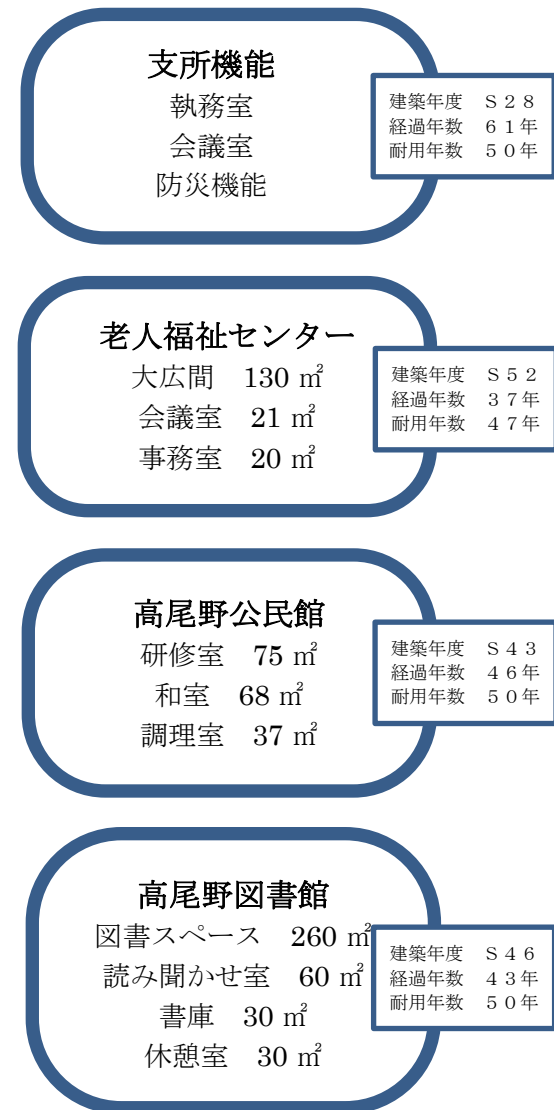 支所機能
執務室
会議室
防災機能
建築年度　Ｓ２８
経過年数　６１年
耐用年数　５０年
老人福祉センター
大広間　130 ㎡
会議室　21 ㎡
事務室　20 ㎡
建築年度　Ｓ５２
経過年数　３７年
耐用年数　４７年
高尾野公民館
研修室　75 ㎡
和室　68 ㎡
調理室　37 ㎡
建築年度　Ｓ４３
経過年数　４６年
耐用年数　５０年
高尾野図書館
図書スペース　260 ㎡
読み聞かせ室　60 ㎡
書庫　30 ㎡
休憩室　30 ㎡
建築年度　Ｓ４６
経過年数　４３年
耐用年数　５０年